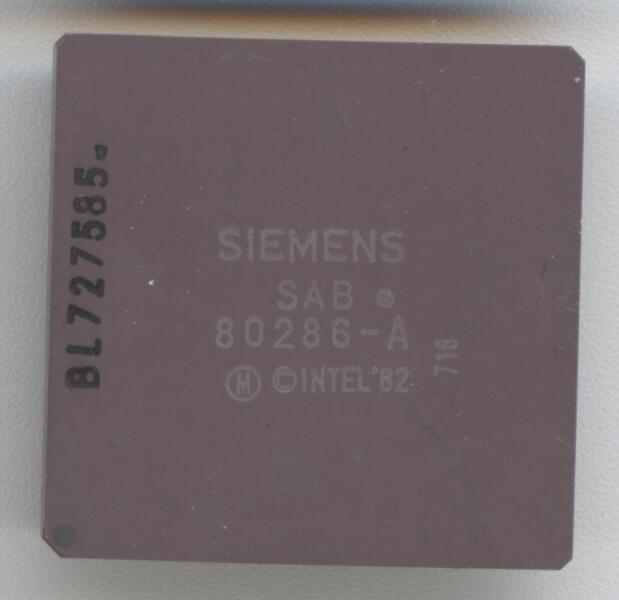 SIEMENS
SAB
80286-A
Ⓜ ©INTEL'82
718
BL727585